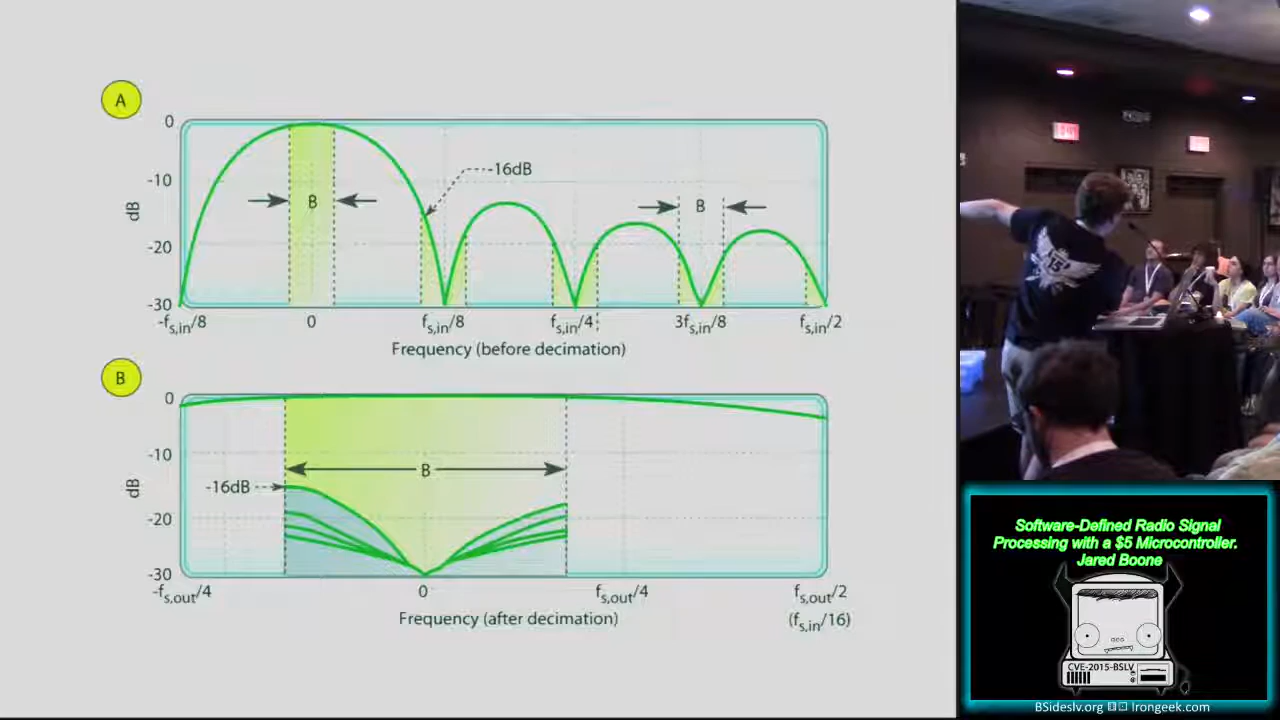 A
0
-10
-20
-30
dB
B
-16dB
B
-fs,in/8
0
fs,in/8
fs,in/4
3fs,in/8
fs,in/2
Frequency (before decimation)
B
0
-10
-20
-30
dB
B
-16dB
-fs,out/4
0
fs,out/4
fs,out/2
(fs,in/16)
Frequency (after decimation)
Software-Defined Radio Signal
Processing with a $5 Microcontroller.
Jared Boone
CVE-2015-BSLV
BSideslv.org Irongeek.com